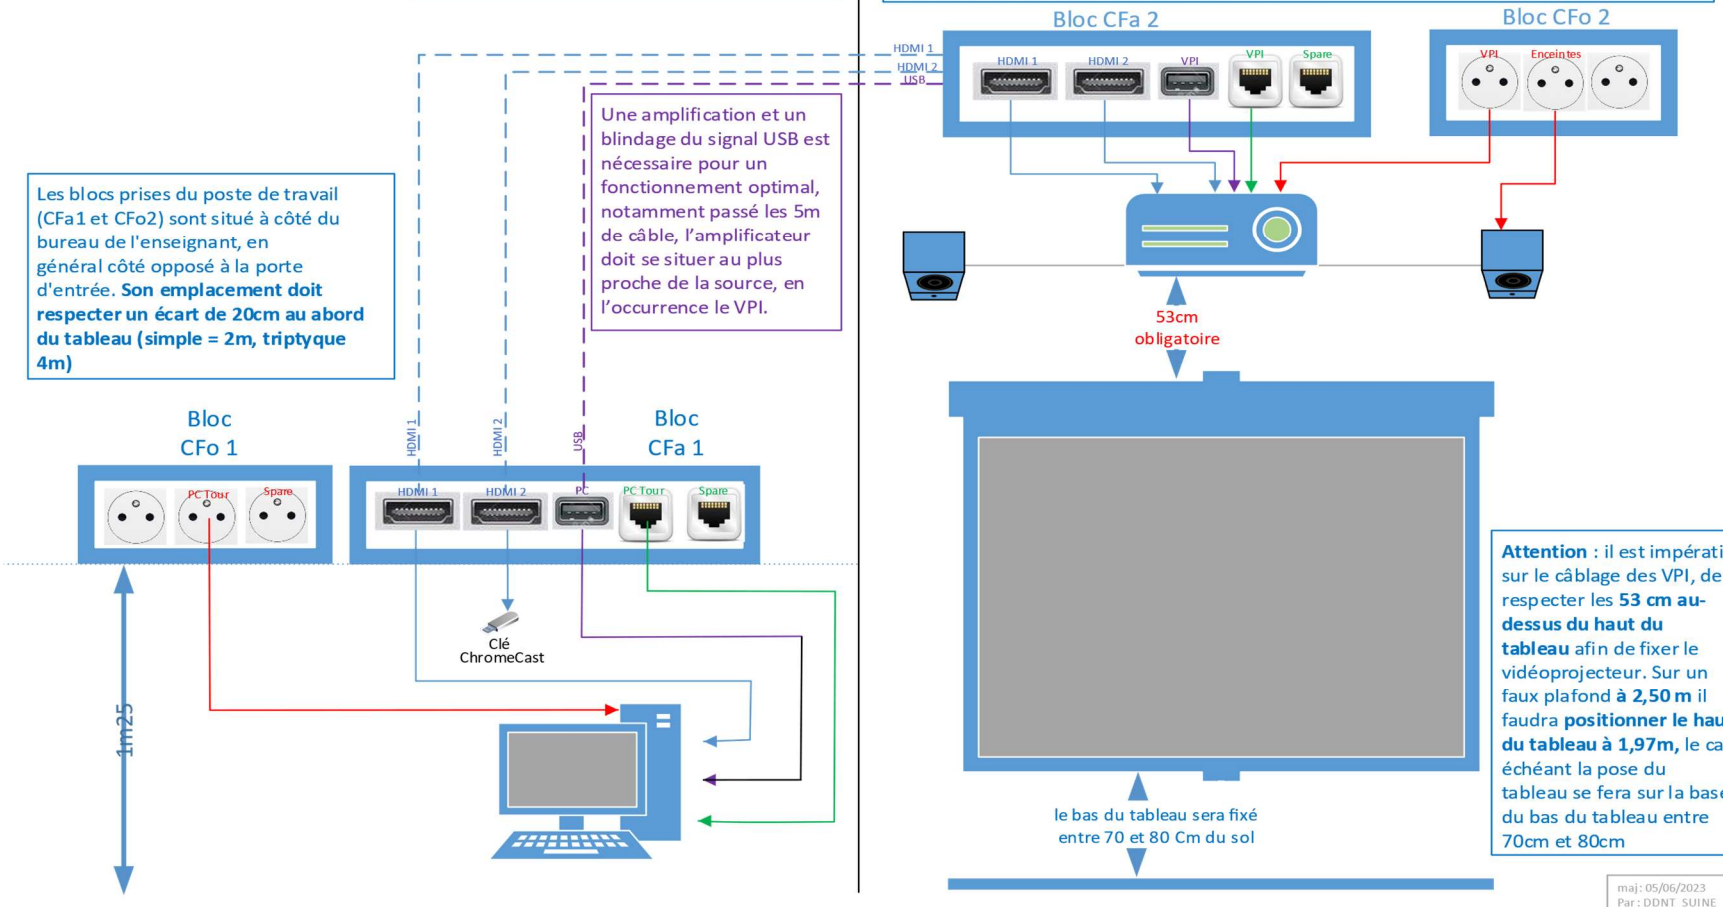 Bloc CFa 2
Bloc CFo 2
HDMI 1
HDMI 2
USB
HDMI 1
HDMI 2
VPI
VPI
Spare
VPI
Enceintes
Une amplification et un
blindage du signal USB est
nécessaire pour un
fonctionnement optimal,
notamment passé les 5m
de câble, l’amplificateur
doit se situer au plus
proche de la source, en
l’occurrence le VPI.
Les blocs prises du poste de travail
(CFa1 et CFo2) sont situé à côté du
bureau de l'enseignant, en
général côté opposé à la porte
d'entrée. Son emplacement doit
respecter un écart de 20cm au abord
du tableau (simple = 2m, triptyque
4m)
53cm
obligatoire
Bloc
CFo 1
HDMI 1
HDMI 2
USB
Bloc
CFa 1
PC Tour
Spare
HDMI 1
HDMI 2
PC
PC Tour
Spare
Clé
ChromeCast
1m25
Attention : il est impérati
sur le câblage des VPI, de
respecter les 53 cm au-
dessus du haut du
tableau afin de fixer le
vidéoprojecteur. Sur un
faux plafond à 2,50 m il
faudra positionner le hau
du tableau à 1,97m, le ca
échéant la pose du
tableau se fera sur la base
du bas du tableau entre
70cm et 80cm
le bas du tableau sera fixé
entre 70 et 80 Cm du sol
maj: 05/06/2023
Par: DDNT SUINE